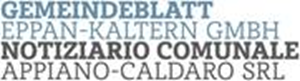 GEMEINDEBLATT
EPPAN-KALTERN GMBH
NOTIZIARIO COMUNALE
APPIANO-CALDARO SRL